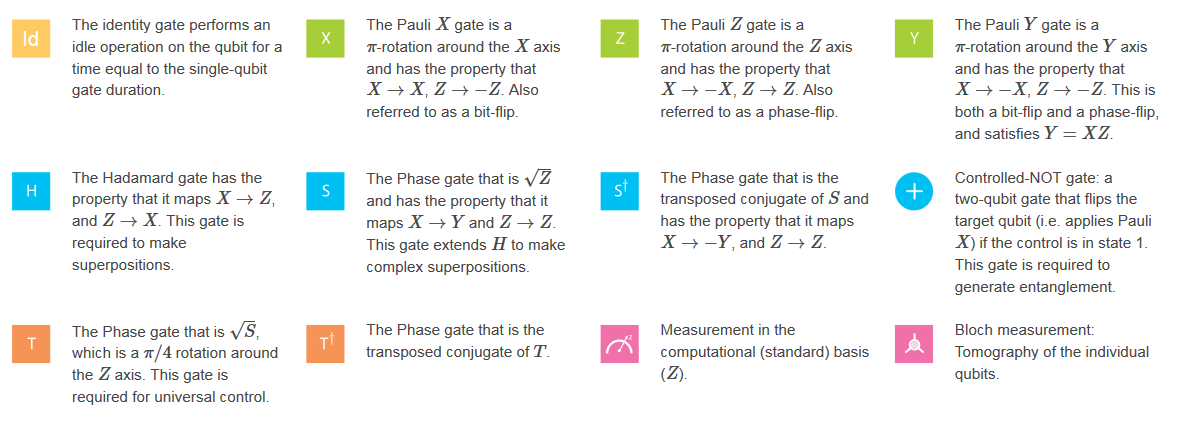 Id
The identity gate performs an
idle operation on the qubit for a
time equal to the single-qubit
gate duration.
X
The Pauli X gate is a
π-rotation around the X axis
and has the property that
X → X, Z → −Z. Also
referred to as a bit-flip.
Z
The Pauli Z gate is a
π-rotation around the Z axis
and has the property that
X → −X, Z → Z. Also
referred to as a phase-flip.
Y
The Pauli Y gate is a
π-rotation around the Y axis
and has the property that
X → −X, Z → −Z. This is
both a bit-flip and a phase-flip,
and satisfies Y = XZ.
H
The Hadamard gate has the
property that it maps X → Z,
and Z → X. This gate is
required to make
superpositions.
S
The Phase gate that is √Z
and has the property that it
maps X → Y and Z → Z.
This gate extends H to make
complex superpositions.
S†
The Phase gate that is the
transposed conjugate of S and
has the property that it maps
X → −Y, and Z → Z.
+
Controlled-NOT gate: a
two-qubit gate that flips the
target qubit (i.e. applies Pauli
X) if the control is in state 1.
This gate is required to
generate entanglement.
T
The Phase gate that is √S,
which is a π/4 rotation around
the Z axis. This gate is
required for universal control.
T†
The Phase gate that is the
transposed conjugate of T.
z
Measurement in the
computational (standard) basis
(Z).
Bloch measurement:
Tomography of the individual
qubits.